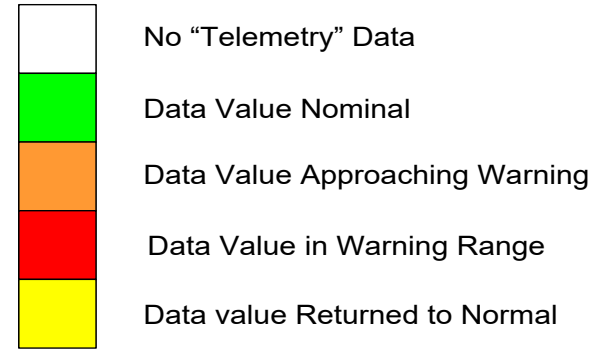 No “Telemetry” Data
Data Value Nominal
Data Value Approaching Warning
Data Value in Warning Range
Data value Returned to Normal